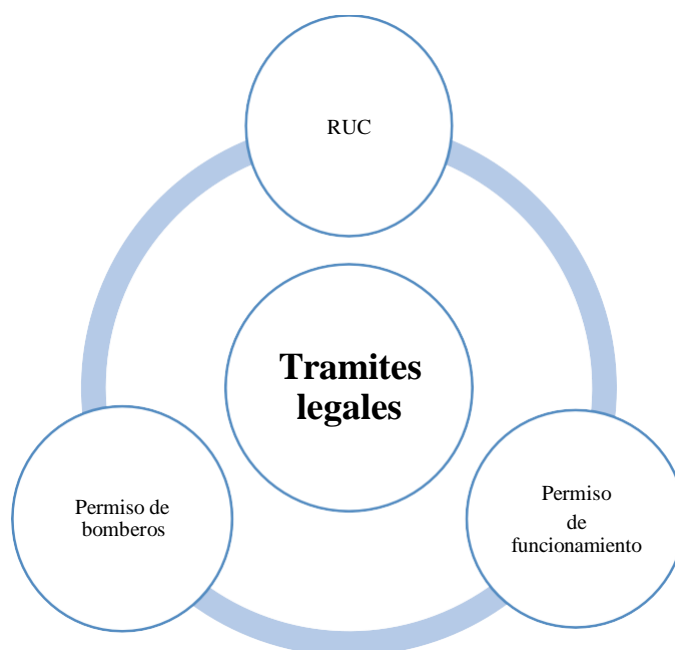 RUC
Tramites
legales
Permiso de
bomberos
Permiso
de
funcionamiento